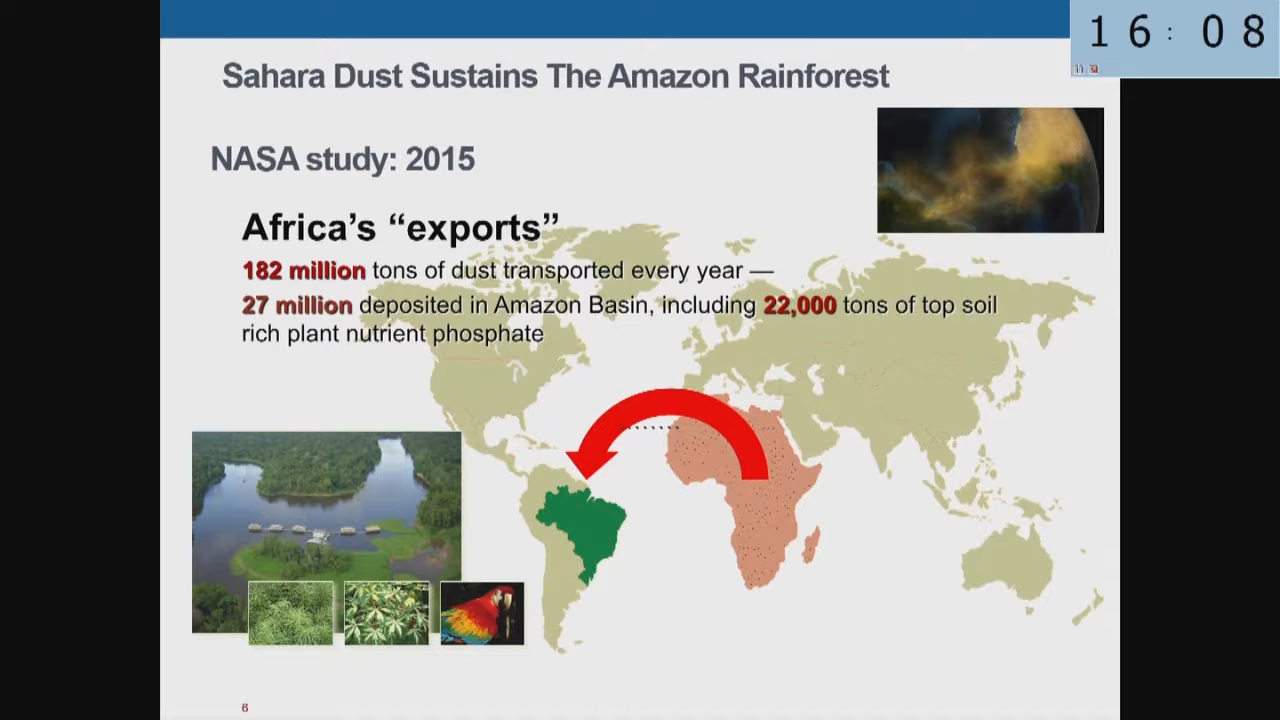 16:08
Sahara Dust Sustains The Amazon Rainforest
NASA study: 2015
Africa's “exports”
182 million tons of dust transported every year —
27 million deposited in Amazon Basin, including 22,000 tons of top soil
rich plant nutrient phosphate
6